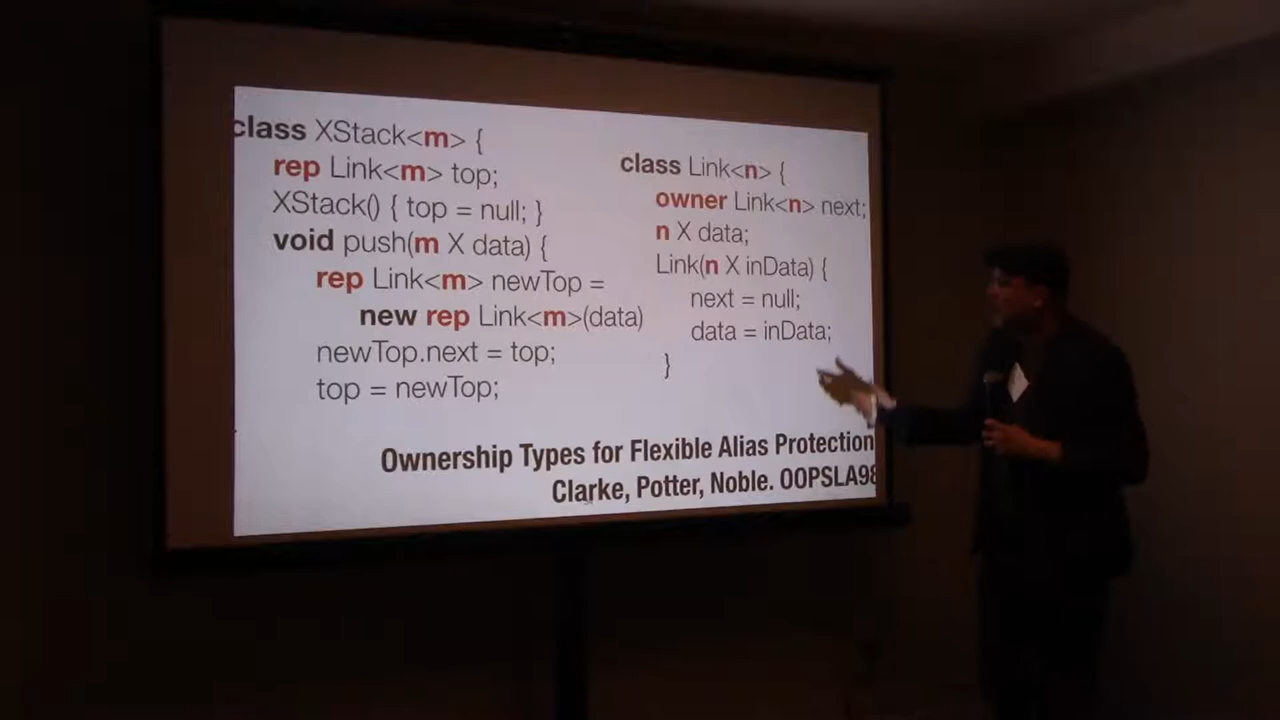 class XStack<m> {
rep Link<m> top;
XStack() { top = null; }
void push(m X data) {
rep Link<m> newTop =
new rep Link<m>(data)
newTop.next = top;
top = newTop;
class Link<n> {
owner Link<n> next;
n X data;
Link(n X inData) {
next = null;
data = inData;
}
Ownership Types for Flexible Alias Protection
Clarke, Potter, Noble. OOPSLA98